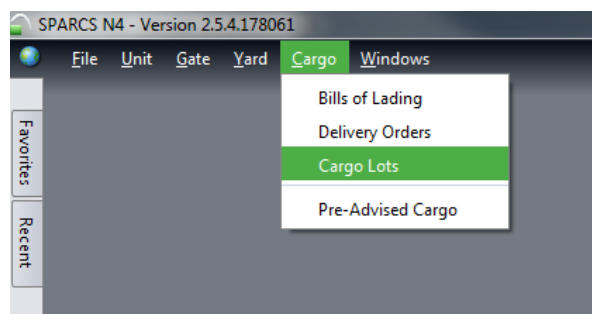 SPARCS N4 - Version 2.5.4.178061
File Unit Gate Yard Cargo Windows
Bills of Lading
Delivery Orders
Cargo Lots
Pre-Advised Cargo
Favorites
Recent